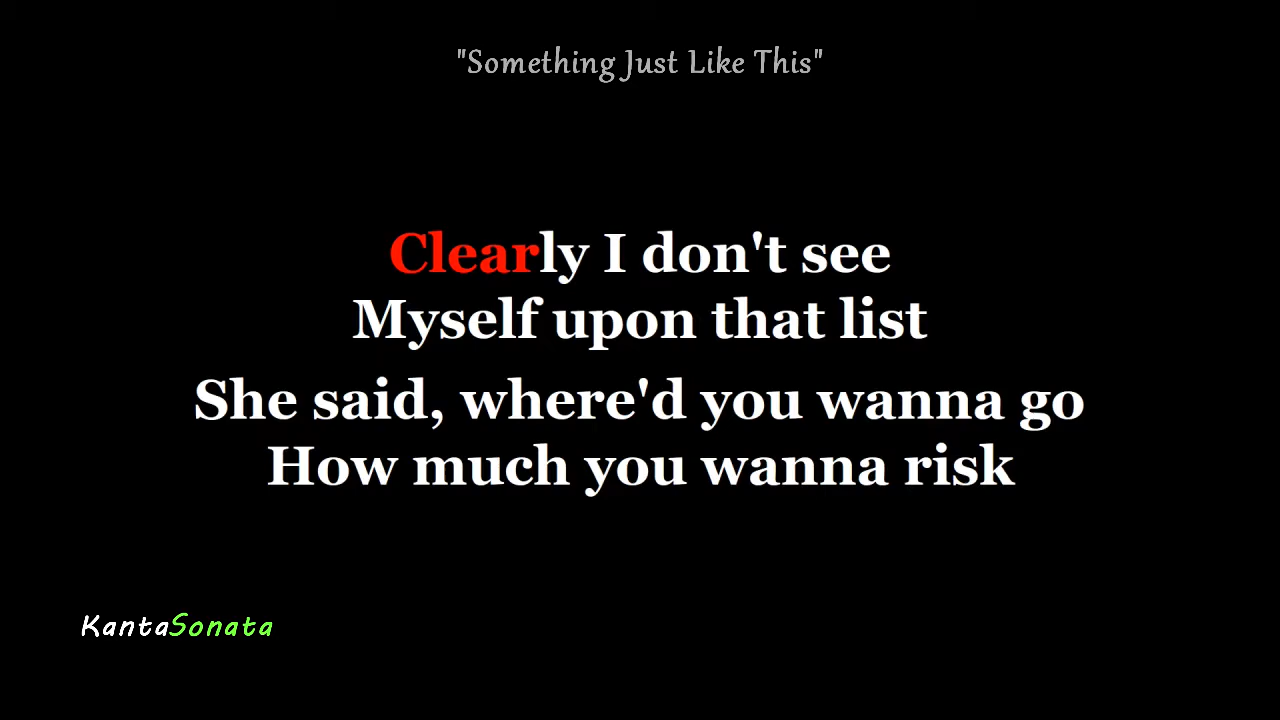 "Something Just Like This"
Clearly I don't see
Myself upon that list
She said, where'd you wanna go
How much you wanna risk
KantaSonata